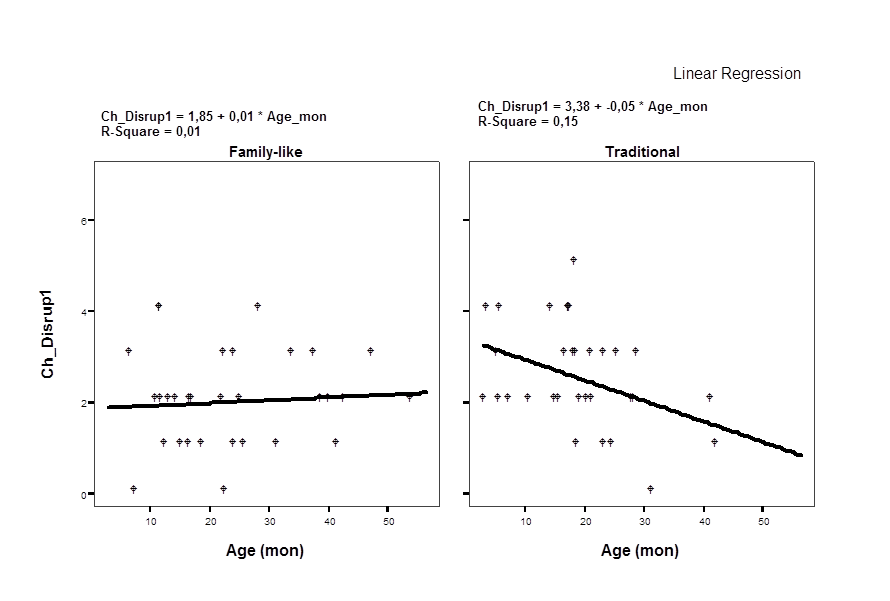 Linear Regression
Ch_Disrup1 = 1,85 + 0,01 * Age_mon
R-Square = 0,01
Ch_Disrup1 = 3,38 + -0,05 * Age_mon
R-Square = 0,15
Family-like
Traditional
Ch_Disrup1
6
4
2
0
10 20 30 40 50
10 20 30 40 50
Age (mon)
Age (mon)